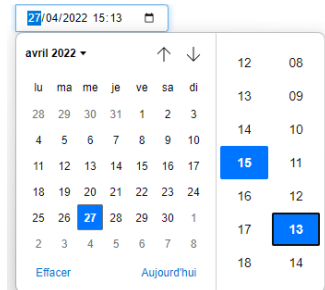 27/04/2022 15:13
avril 2022
lu ma me je ve sa di
28 29 30 31 1 2 3
4 5 6 7 8 9 10
11 12 13 14 15 16 17
18 19 20 21 22 23 24
25 26 27 28 29 30 1
2 3 4 5 6 7 8
Effacer Aujourd'hui
12 08
13 09
14 10
15 11
16 12
17 13
18 14